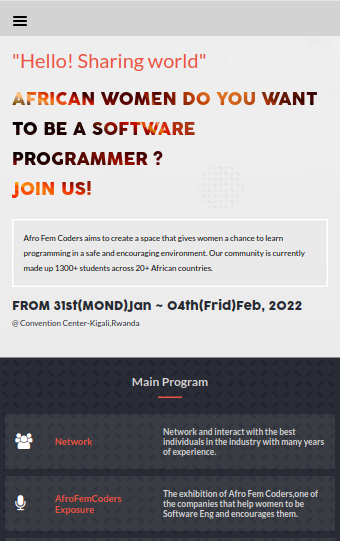 "Hello! Sharing world"
AFRICAN WOMEN DO YOU WANT
TO BE A SOFTWARE
PROGRAMMER ?
JOIN US!
Afro Fem Coders aims to create a space that gives women a chance to learn
programming in a safe and encouraging environment. Our community is currently
made up 1300+ students across 20+ African countries.
FROM 31st(MOND)Jan ~ 04th(Frid)Feb, 2022
@Convention Center-Kigali,Rwanda
Main Program
Network
Network and interact with the best
individuals in the industry with many years
of experience.
AfroFemCoders
Exposure
The exhibition of Afro Fem Coders,one of
the companies that help women to be
Software Eng and encourages them.